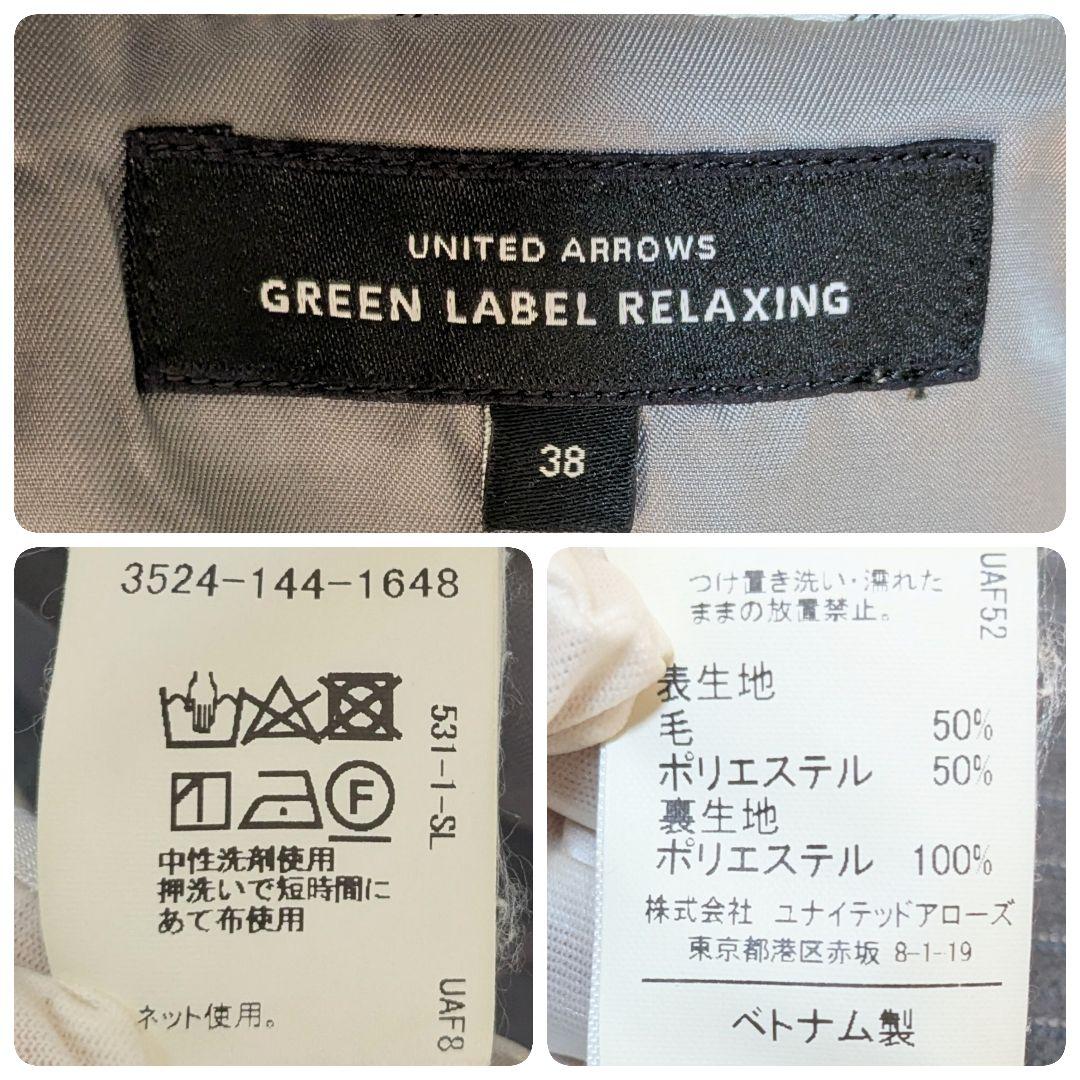 UNITED ARROWS
GREEN LABEL RELAXING
38
3524-144-1648
531-1-SL
F
中性洗剤使用
押洗いで短時間に
あて布使用
ネット使用。
UAF8
つけ置き洗い・濡れた
ままの放置禁止。
UAF52
表生地
毛 50%
ポリエステル 50%
裏生地
ポリエステル 100%
株式会社 ユナイテッドアローズ
東京都港区赤坂 8-1-19
ベトナム製